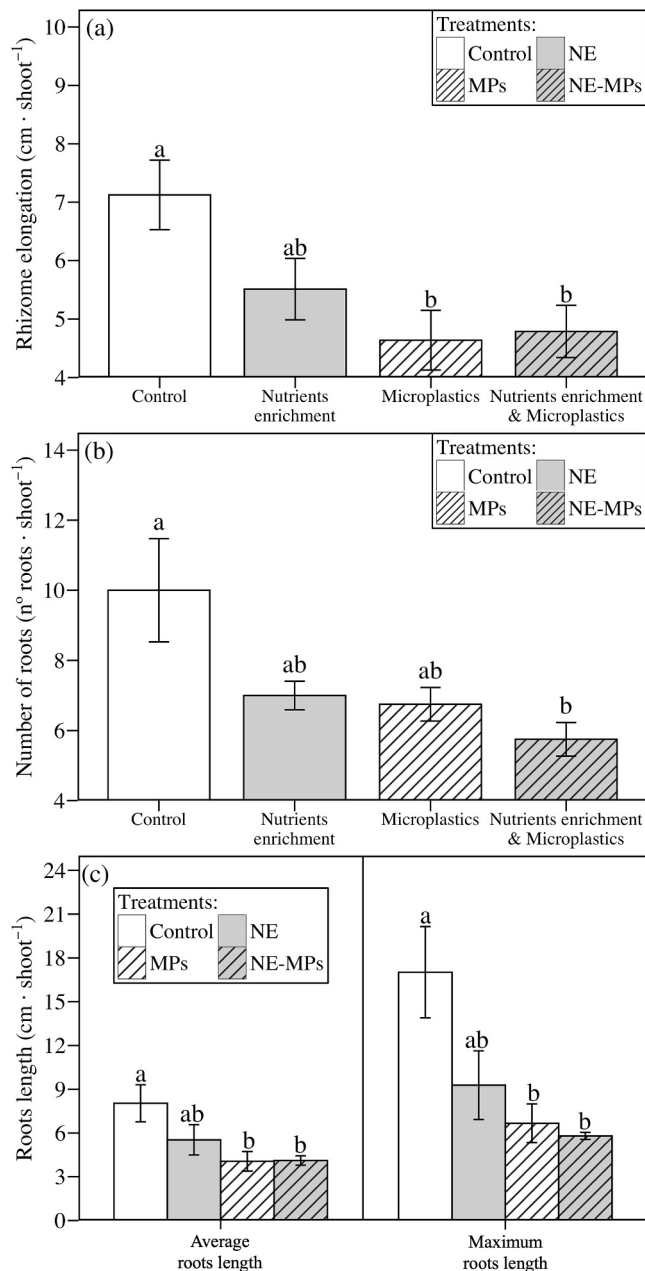 (a)
Treatments:
Control NE
MPs NE-MPs
Rhizome elongation (cm · shoot⁻¹)
10
9
8
7
6
5
4
a
ab
b
b
Control
Nutrients
enrichment
Microplastics
Nutrients enrichment
& Microplastics
(b)
Treatments:
Control NE
MPs NE-MPs
Number of roots (nº roots · shoot⁻¹)
14
12
10
8
6
4
a
ab
ab
b
Control
Nutrients
enrichment
Microplastics
Nutrients enrichment
& Microplastics
(c)
Treatments:
Control NE
MPs NE-MPs
Roots length (cm · shoot⁻¹)
24
21
18
15
12
9
6
3
0
a
ab
b
b
a
ab
b
b
Average
roots length
Maximum
roots length